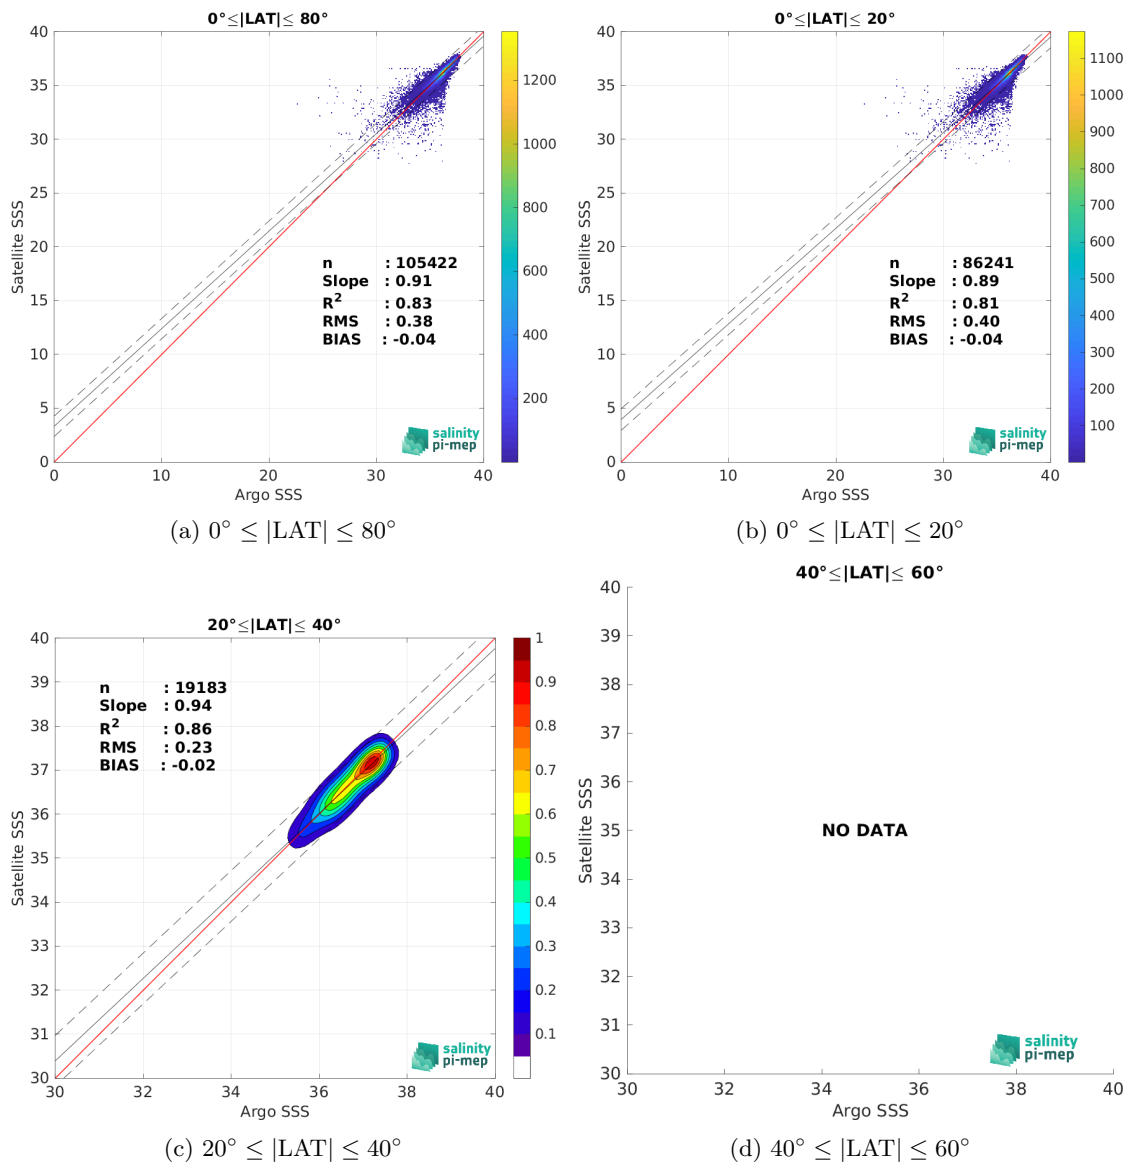 0°≤|LAT|≤ 80°
40
35
30
25
20
15
10
5
0
Satellite SSS
n : 105422
Slope : 0.91
R2 : 0.83
RMS : 0.38
BIAS : -0.04
salinity
pi-mep
0 10 20 30 40
Argo SSS
1200
1000
800
600
400
200
(a) 0° ≤ |LAT| ≤ 80°
0°≤|LAT|≤ 20°
40
35
30
25
20
15
10
5
0
Satellite SSS
n : 86241
Slope : 0.89
R2 : 0.81
RMS : 0.40
BIAS : -0.04
salinity
pi-mep
0 10 20 30 40
Argo SSS
1100
1000
900
800
700
600
500
400
300
200
100
(b) 0° ≤ |LAT| ≤ 20°
20°≤|LAT|≤ 40°
40
39
38
37
36
35
34
33
32
31
30
Satellite SSS
n : 19183
Slope : 0.94
R2 : 0.86
RMS : 0.23
BIAS : -0.02
salinity
pi-mep
30 32 34 36 38 40
Argo SSS
1
0.9
0.8
0.7
0.6
0.5
0.4
0.3
0.2
0.1
(c) 20° ≤ |LAT| ≤ 40°
40°≤|LAT|≤ 60°
40
39
38
37
36
35
34
33
32
31
30
Satellite SSS
NO DATA
salinity
pi-mep
30 32 34 36 38 40
Argo SSS
(d) 40° ≤ |LAT| ≤ 60°